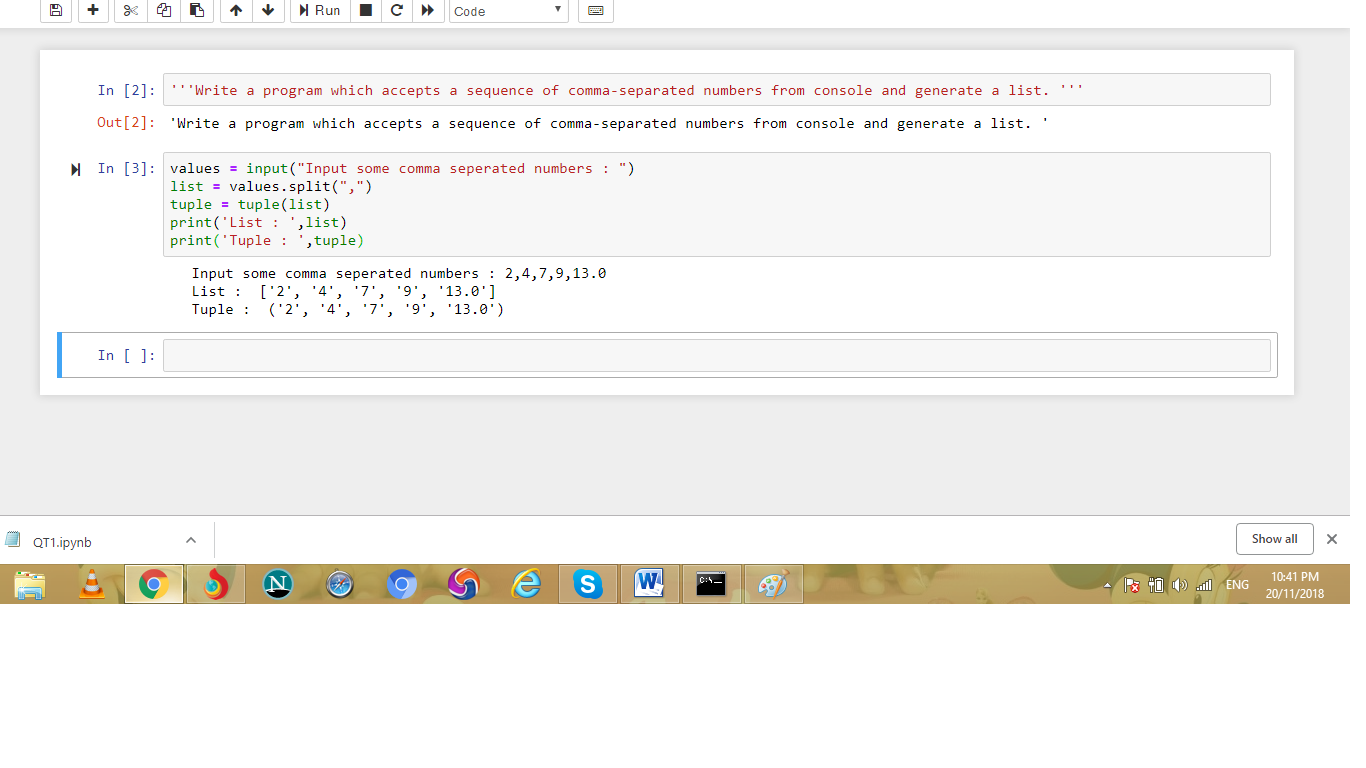 Run
Code
In [2]: '''Write a program which accepts a sequence of comma-separated numbers from console and generate a list. '''
Out[2]: 'Write a program which accepts a sequence of comma-separated numbers from console and generate a list. '
In [3]: values = input("Input some comma seperated numbers : ")
list = values.split(",")
tuple = tuple(list)
print('List : ',list)
print('Tuple : ',tuple)
Input some comma seperated numbers : 2,4,7,9,13.0
List :  ['2', '4', '7', '9', '13.0']
Tuple :  ('2', '4', '7', '9', '13.0')
In [ ]:
QT1.ipynb
Show all
N
S
W
C:\_
ENG
10:41 PM
20/11/2018